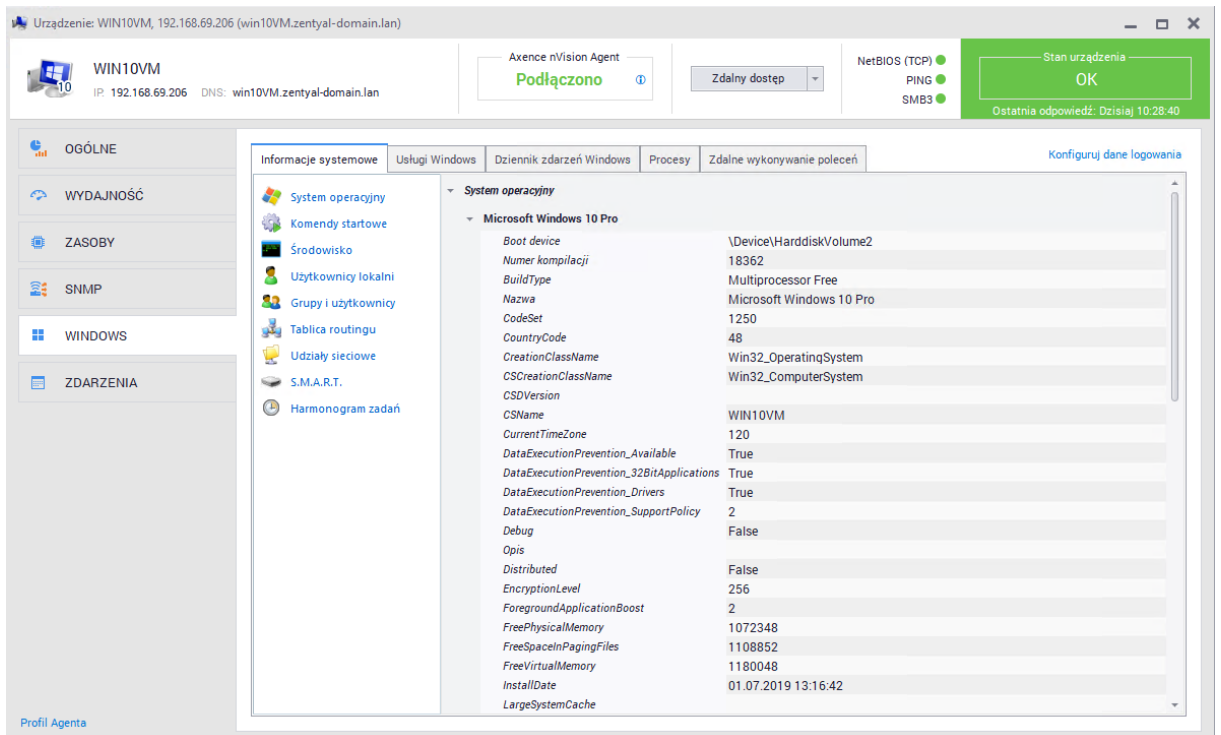 Urządzenie: WIN10VM, 192.168.69.206 (win10VM.zentyal-domain.lan)
10
WIN10VM
IP: 192.168.69.206 DNS: win10VM.zentyal-domain.lan
Axence nVision Agent
Podłączono
Zdalny dostęp
NetBIOS (TCP)
PING
SMB3
Stan urządzenia
OK
Ostatnia odpowiedź: Dzisiaj 10:28:40
OGÓLNE
WYDAJNOŚĆ
ZASOBY
SNMP
WINDOWS
ZDARZENIA
Profil Agenta
Informacje systemowe Usługi Windows Dziennik zdarzeń Windows Procesy Zdalne wykonywanie poleceń
Konfiguruj dane logowania
System operacyjny
Komendy startowe
Środowisko
Użytkownicy lokalni
Grupy i użytkownicy
Tablica routingu
Udziały sieciowe
S.M.A.R.T.
Harmonogram zadań
System operacyjny
Microsoft Windows 10 Pro
Boot device \Device\HarddiskVolume2
Numer kompilacji 18362
BuildType Multiprocessor Free
Nazwa Microsoft Windows 10 Pro
CodeSet 1250
CountryCode 48
CreationClassName Win32_OperatingSystem
CSCreationClassName Win32_ComputerSystem
CSDVersion
CSName WIN10VM
CurrentTimeZone 120
DataExecutionPrevention_Available True
DataExecutionPrevention_32BitApplications True
DataExecutionPrevention_Drivers True
DataExecutionPrevention_SupportPolicy 2
Debug False
Opis
Distributed False
EncryptionLevel 256
ForegroundApplicationBoost 2
FreePhysicalMemory 1072348
FreeSpaceInPagingFiles 1108852
FreeVirtualMemory 1180048
InstallDate 01.07.2019 13:16:42
LargeSystemCache